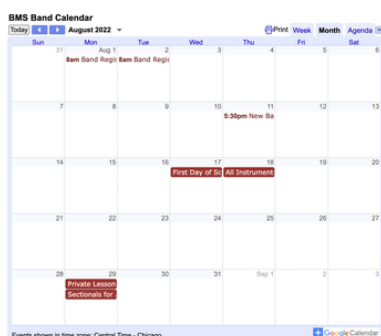 BMS Band Calendar
Today August 2022 Print Week Month Agenda
Sun Mon Tue Wed Thu Fri Sat
31 Aug 1 2 3 4 5 6
8am Band Regis 8am Band Regis
7 8 9 10 11 12 13
5:30pm New Ba
14 15 16 17 18 19 20
First Day of Sc All Instrument
21 22 23 24 25 26 27
28 29 30 31 Sep 1 2 3
Private Lesson
Sectionals for
Events shown in time zone: Central Time - Chicago
Google Calendar